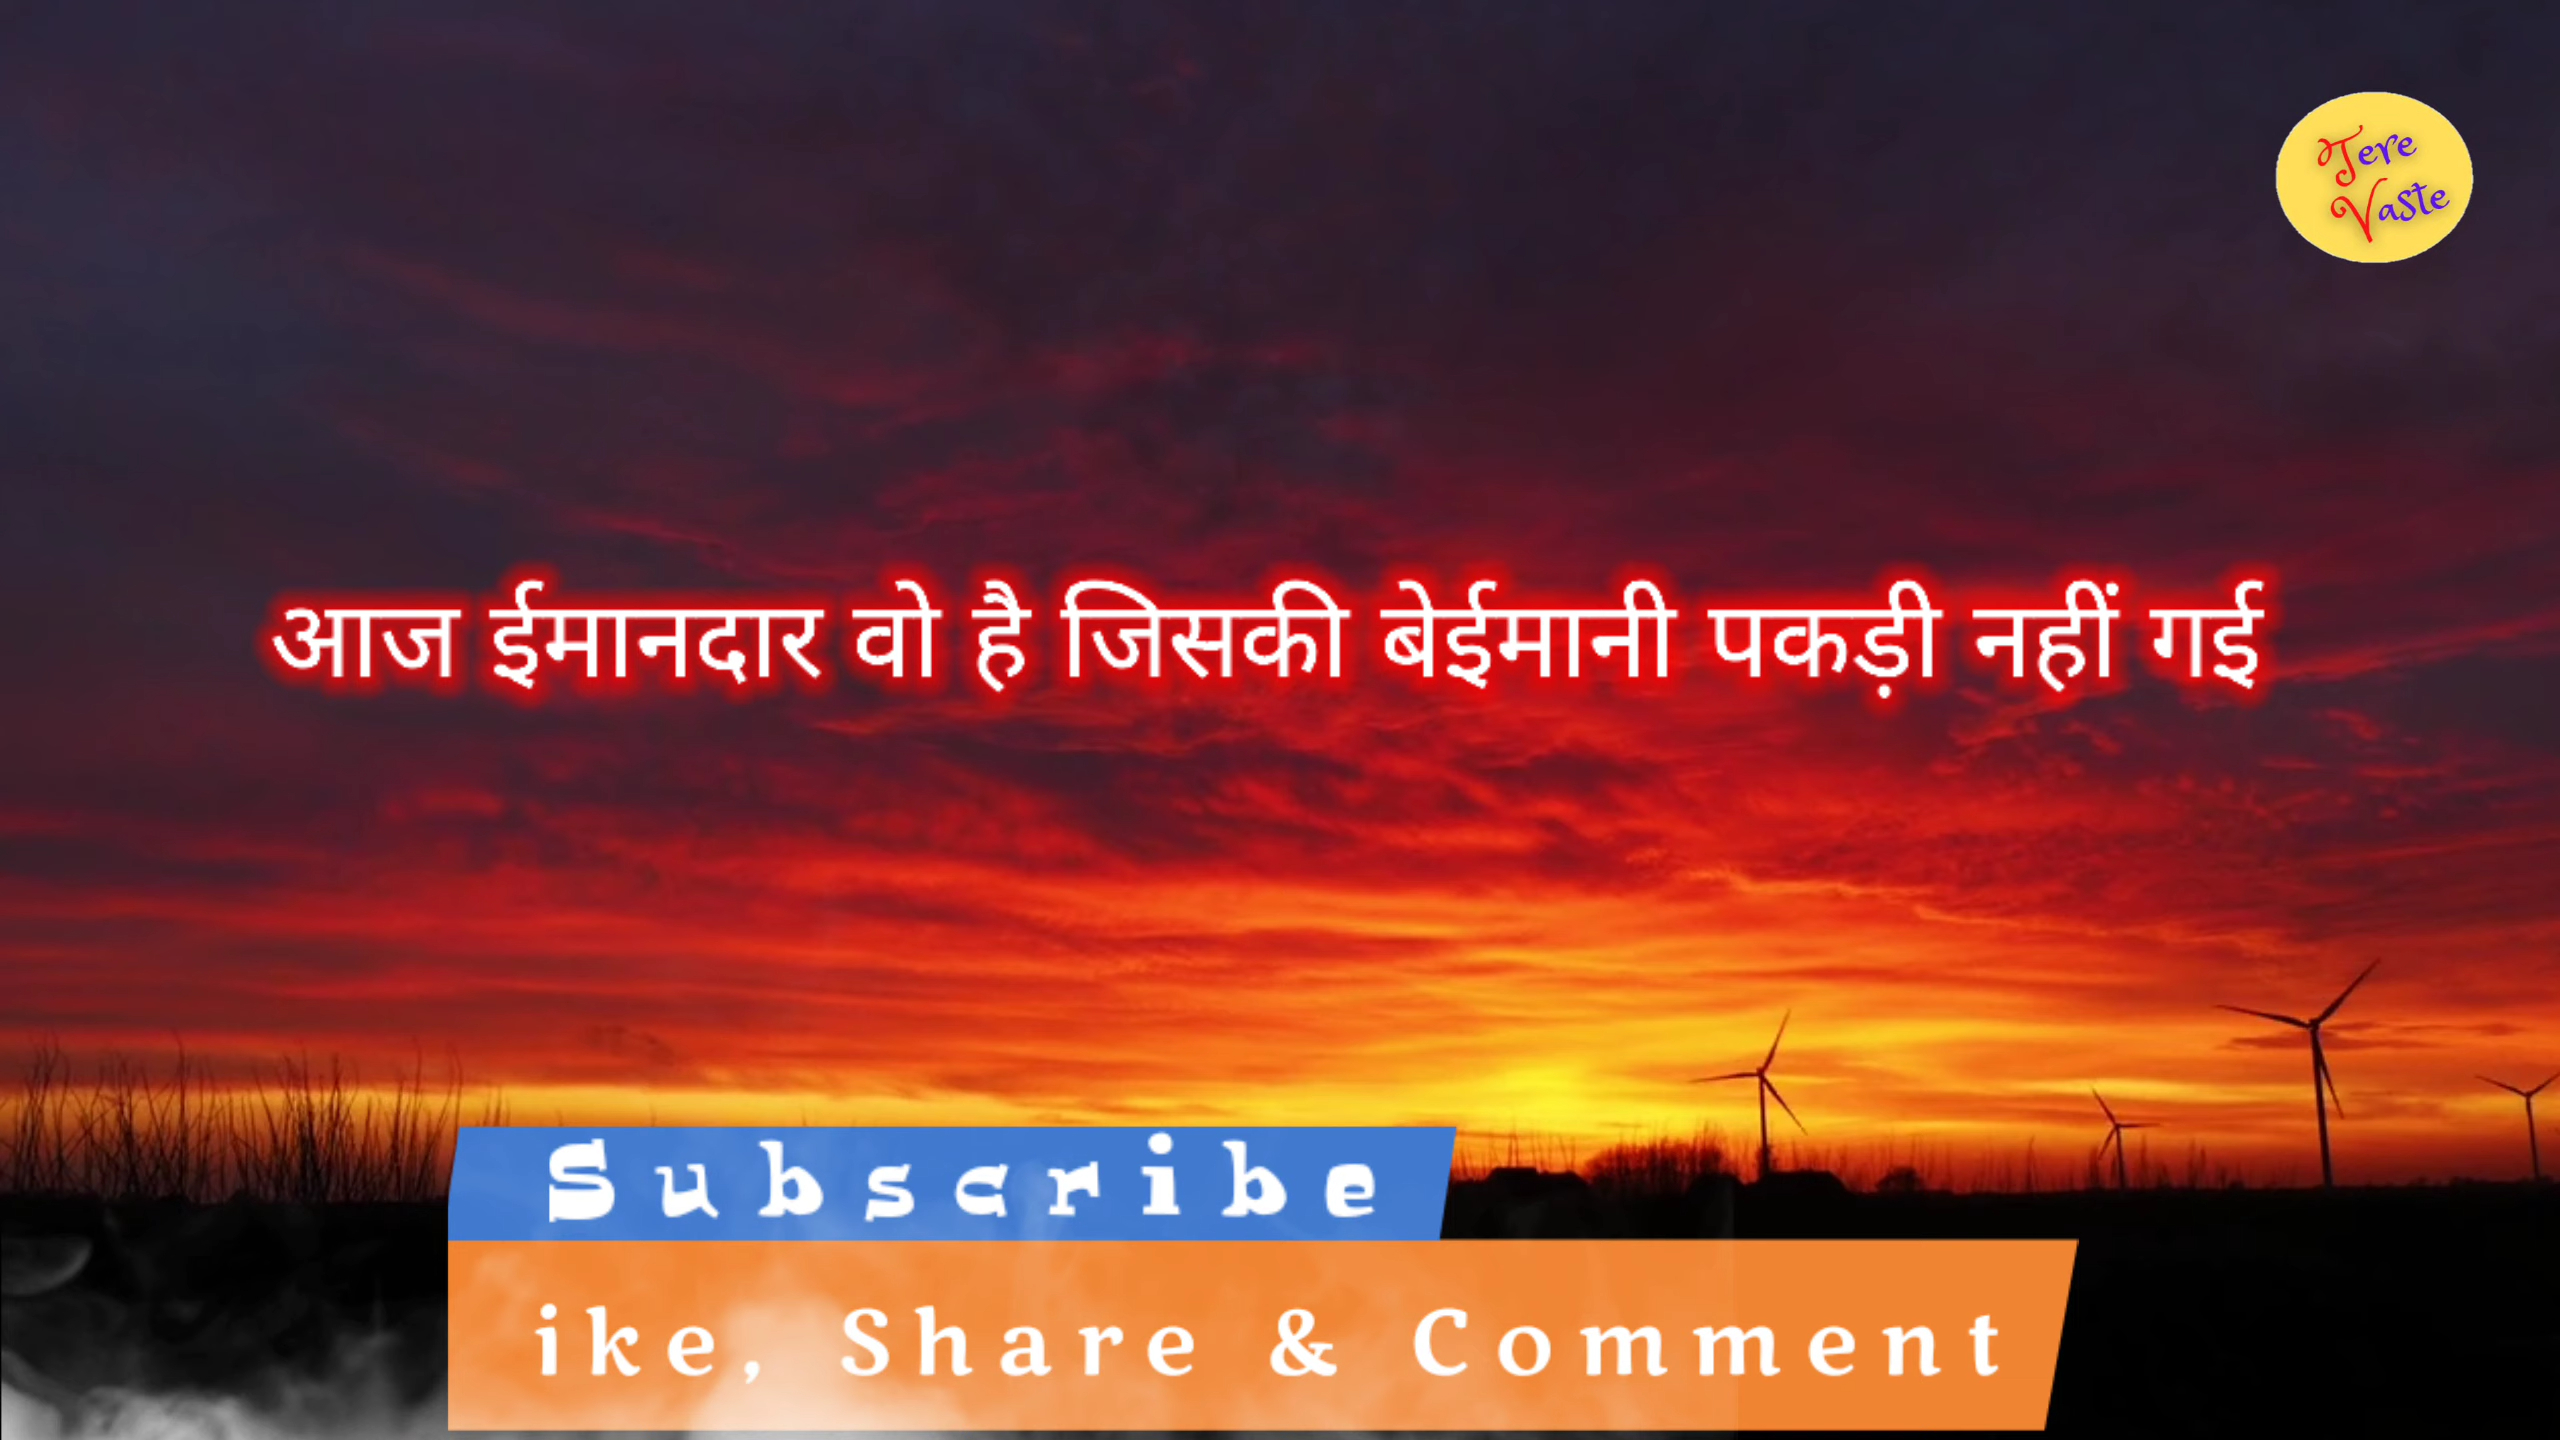 Tere
Vaste
आज ईमानदार वो है जिसकी बेईमानी पकड़ी नहीं गई
Subscribe
ike, Share & Comment